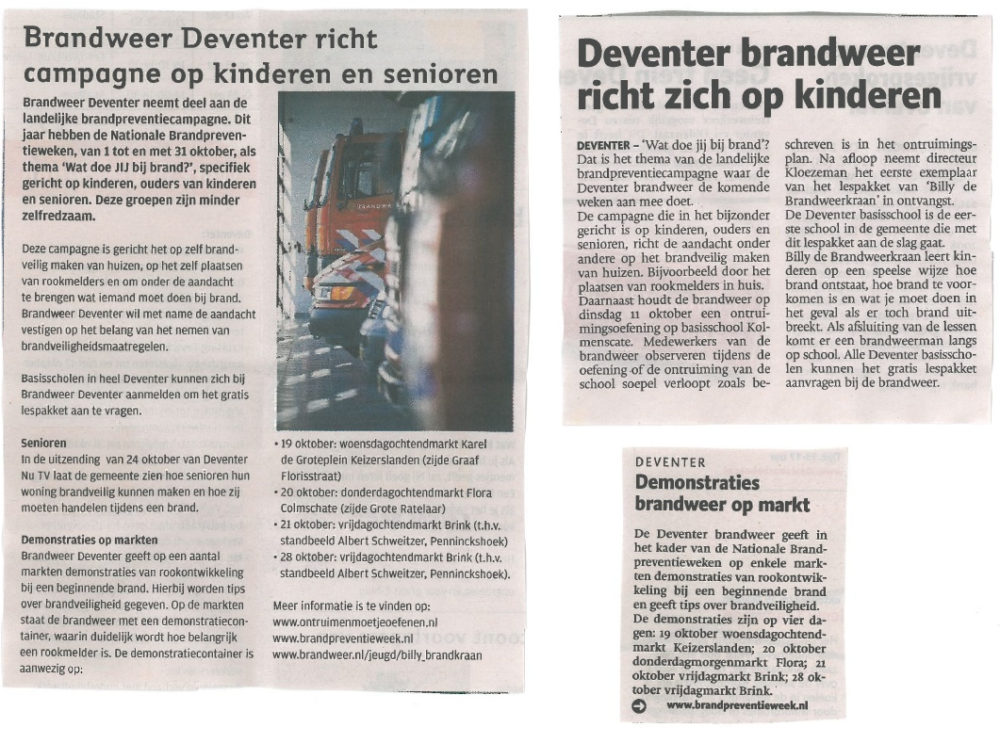 Brandweer Deventer richt
campagne op kinderen en senioren
Brandweer Deventer neemt deel aan de
landelijke brandpreventiecampagne. Dit
jaar hebben de Nationale Brandpreven-
tieweken, van 1 tot en met 31 oktober, als
thema ‘Wat doe JIJ bij brand?’, specifiek
gericht op kinderen, ouders van kinderen
en senioren. Deze groepen zijn minder
zelfredzaam.
Deze campagne is gericht het op zelf brand-
veilig maken van huizen, op het zelf plaatsen
van rookmelders en om onder de aandacht
te brengen wat iemand moet doen bij brand.
Brandweer Deventer wil met name de aandacht
vestigen op het belang van het nemen van
brandveiligheidsmaatregelen.
Basisscholen in heel Deventer kunnen zich bij
Brandweer Deventer aanmelden om het gratis
lespakket aan te vragen.
Senioren
In de uitzending van 24 oktober van Deventer
Nu TV laat de gemeente zien hoe senioren hun
woning brandveilig kunnen maken en hoe zij
moeten handelen tijdens een brand.
Demonstraties op markten
Brandweer Deventer geeft op een aantal
markten demonstraties van rookontwikkeling
bij een beginnende brand. Hierbij worden tips
over brandveiligheid gegeven. Op de markten
staat de brandweer met een demonstratiecon-
tainer, waarin duidelijk wordt hoe belangrijk
een rookmelder is. De demonstratiecontainer is
aanwezig op:
BRANDWE
• 19 oktober: woensdagochtendmarkt Karel
de Groteplein Keizerslanden (zijde Graaf
Florisstraat)
• 20 oktober: donderdagochtendmarkt Flora
Colmschate (zijde Grote Ratelaar)
• 21 oktober: vrijdagochtendmarkt Brink (t.h.v.
standbeeld Albert Schweitzer, Penninckshoek)
• 28 oktober: vrijdagochtendmarkt Brink (t.h.v.
standbeeld Albert Schweitzer, Penninckshoek).
Meer informatie is te vinden op:
www.ontruimenmoetjeoefenen.nl
www.brandpreventieweek.nl
www.brandweer.nl/jeugd/billy_brandkraan
Deventer brandweer
richt zich op kinderen
DEVENTER – ‘Wat doe jij bij brand’?
Dat is het thema van de landelijke
brandpreventiecampagne waar de
Deventer brandweer de komende
weken aan mee doet.
De campagne die in het bijzonder
gericht is op kinderen, ouders en
senioren, richt de aandacht onder
andere op het brandveilig maken
van huizen. Bijvoorbeeld door het
plaatsen van rookmelders in huis.
Daarnaast houdt de brandweer op
dinsdag 11 oktober een ontrui-
mingsoefening op basisschool Kol-
menscate. Medewerkers van de
brandweer observeren tijdens de
oefening of de ontruiming van de
school soepel verloopt zoals be-
schreven is in het ontruimings-
plan. Na afloop neemt directeur
Kloezeman het eerste exemplaar
van het lespakket van ‘Billy de
Brandweerkraan’ in ontvangst.
De Deventer basisschool is de eer-
ste school in de gemeente die met
dit lespakket aan de slag gaat.
Billy de Brandweerkraan leert kin-
deren op een speelse wijze hoe
brand ontstaat, hoe brand te voor-
komen is en wat je moet doen in
het geval als er toch brand uit-
breekt. Als afsluiting van de lessen
komt er een brandweerman langs
op school. Alle Deventer basisscho-
len kunnen het gratis lespakket
aanvragen bij de brandweer.
DEVENTER
Demonstraties
brandweer op markt
De Deventer brandweer geeft in
het kader van de Nationale Brand-
preventieweken op enkele mark-
ten demonstraties van rookontwik-
keling bij een beginnende brand
en geeft tips over brandveiligheid.
De demonstraties zijn op vier da-
gen: 19 oktober woensdagochtend-
markt Keizerslanden; 20 oktober
donderdagmorgenmarkt Flora; 21
oktober vrijdagmarkt Brink; 28 ok-
tober vrijdagmarkt Brink.
www.brandpreventieweek.nl